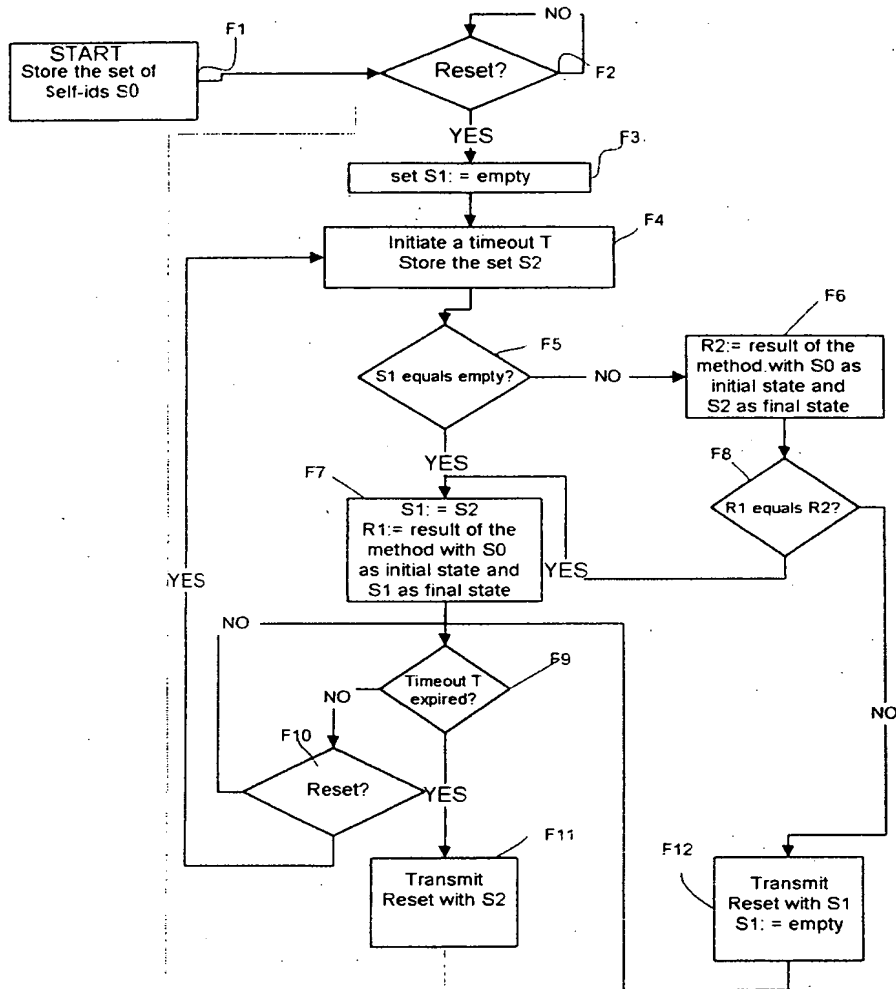 NO
F1
START
Store the set of
Self-ids S0
Reset?
F2
YES
F3.
set S1: = empty
F4
Initiate a timeout T
Store the set S2
F6
F5
R2:= result of the
method.with S0 as
initial state and
S2 as final state
S1 equals empty?
NO
YES
F8
F7
R1 equals R2?
S1: = S2
R1:= result of the
method with S0
as initial state and
S1 as final state
YES
YES
NO
Timeout T
expired?
F9
NO
NO
F10
Reset?
YES
F11
F12
Transmit
Reset with S2
Transmit
Reset with S1
S1: = empty